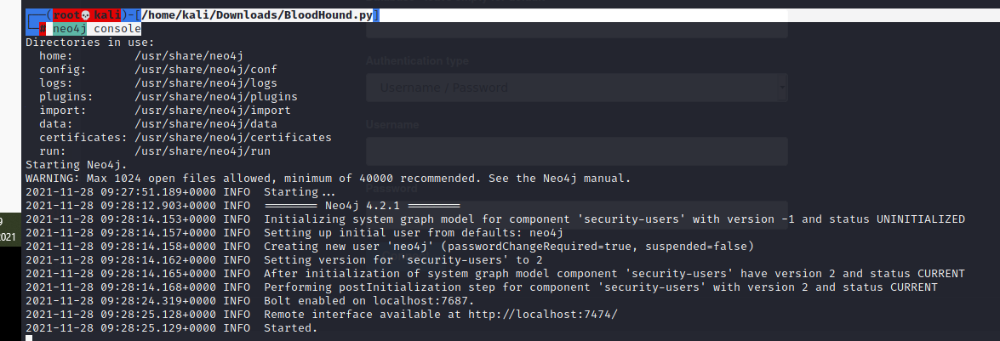 (root💀kali)-[/home/kali/Downloads/BloodHound.py]
# neo4j console
Directories in use:
home: /usr/share/neo4j
config: /usr/share/neo4j/conf
logs: /usr/share/neo4j/logs
plugins: /usr/share/neo4j/plugins
import: /usr/share/neo4j/import
data: /usr/share/neo4j/data
certificates: /usr/share/neo4j/certificates
run: /usr/share/neo4j/run
Starting Neo4j.
WARNING: Max 1024 open files allowed, minimum of 40000 recommended. See the Neo4j manual.
2021-11-28 09:27:51.189+0000 INFO Starting...
2021-11-28 09:28:12.903+0000 INFO ======== Neo4j 4.2.1 ========
2021-11-28 09:28:14.153+0000 INFO Initializing system graph model for component 'security-users' with version -1 and status UNINITIALIZED
2021-11-28 09:28:14.157+0000 INFO Setting up initial user from defaults: neo4j
2021-11-28 09:28:14.158+0000 INFO Creating new user 'neo4j' (passwordChangeRequired=true, suspended=false)
2021-11-28 09:28:14.162+0000 INFO Setting version for 'security-users' to 2
2021-11-28 09:28:14.165+0000 INFO After initialization of system graph model component 'security-users' have version 2 and status CURRENT
2021-11-28 09:28:14.168+0000 INFO Performing postInitialization step for component 'security-users' with version 2 and status CURRENT
2021-11-28 09:28:24.319+0000 INFO Bolt enabled on localhost:7687.
2021-11-28 09:28:25.128+0000 INFO Remote interface available at http://localhost:7474/
2021-11-28 09:28:25.129+0000 INFO Started.
Authentication type
Username / Password
Username
Password
9
2021